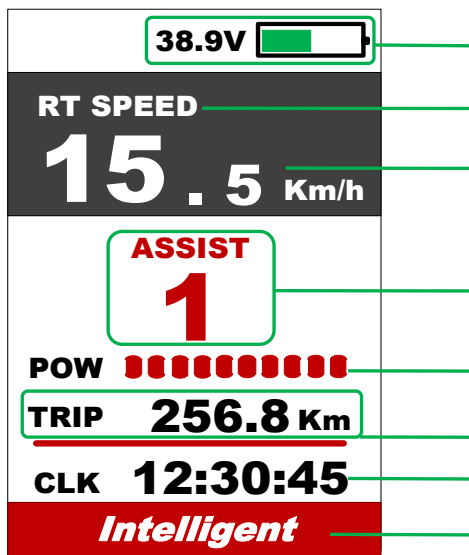 38.9V
RT SPEED
15.5 Km/h
ASSIST
1
POW
TRIP 256.8 Km
CLK 12:30:45
Intelligent